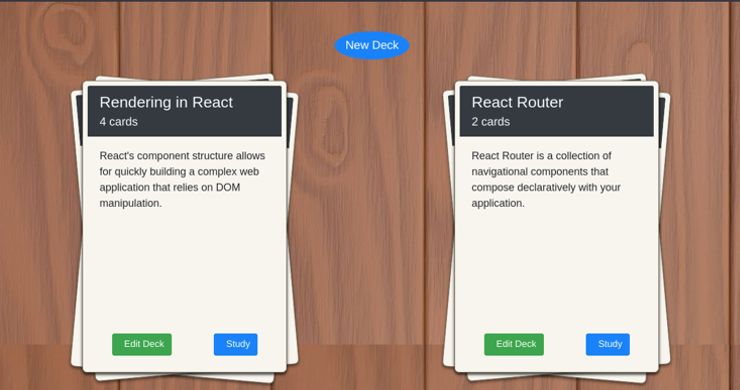 New Deck
Rendering in React
4 cards
React's component structure allows
for quickly building a complex web
application that relies on DOM
manipulation.
Edit Deck
Study
React Router
2 cards
React Router is a collection of
navigational components that
compose declaratively with your
application.
Edit Deck
Study